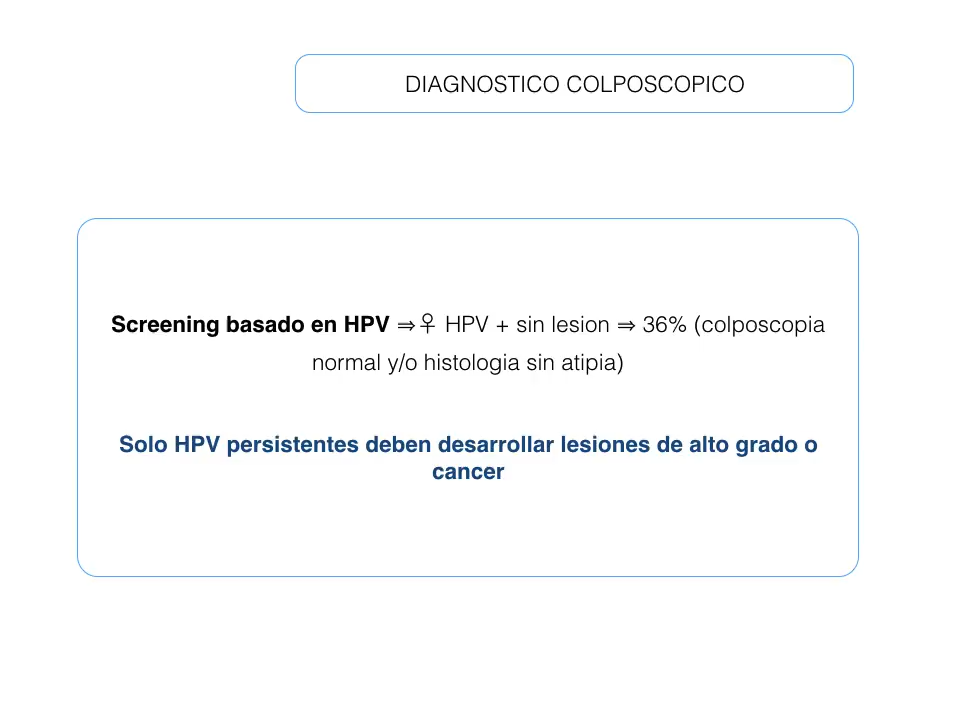 DIAGNOSTICO COLPOSCOPICO
Screening basado en HPV ⇒♀ HPV + sin lesion ⇒ 36% (colposcopia
normal y/o histologia sin atipia)
Solo HPV persistentes deben desarrollar lesiones de alto grado o
cancer